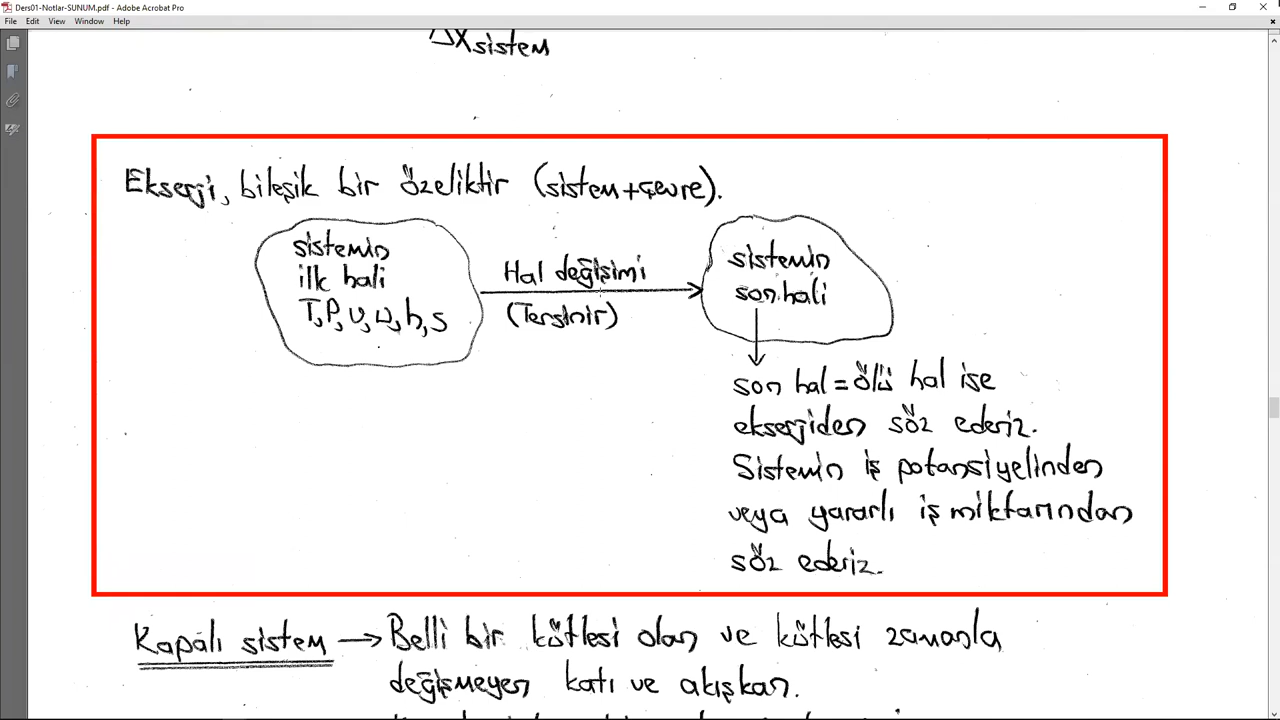 Ders01-Notlar-SUNUM.pdf - Adobe Acrobat Pro
File Edit View Window Help
ΔXsistem
Eksergi, bileşik bir özeliktir (sistem+çevre).
sistemin
ilk hali
T, P, v, u, h, s
Hal değişimi
(Tersinir)
sistemin
son hali
son hal = ölü hal ise
eksergiden söz ederiz.
Sistemin iş potansiyelinden
veya yararlı iş miktarından
söz ederiz.
Kapalı sistem → Belli bir kütlesi olan ve kütlesi zamanla
değişmeyen katı ve akışkan.